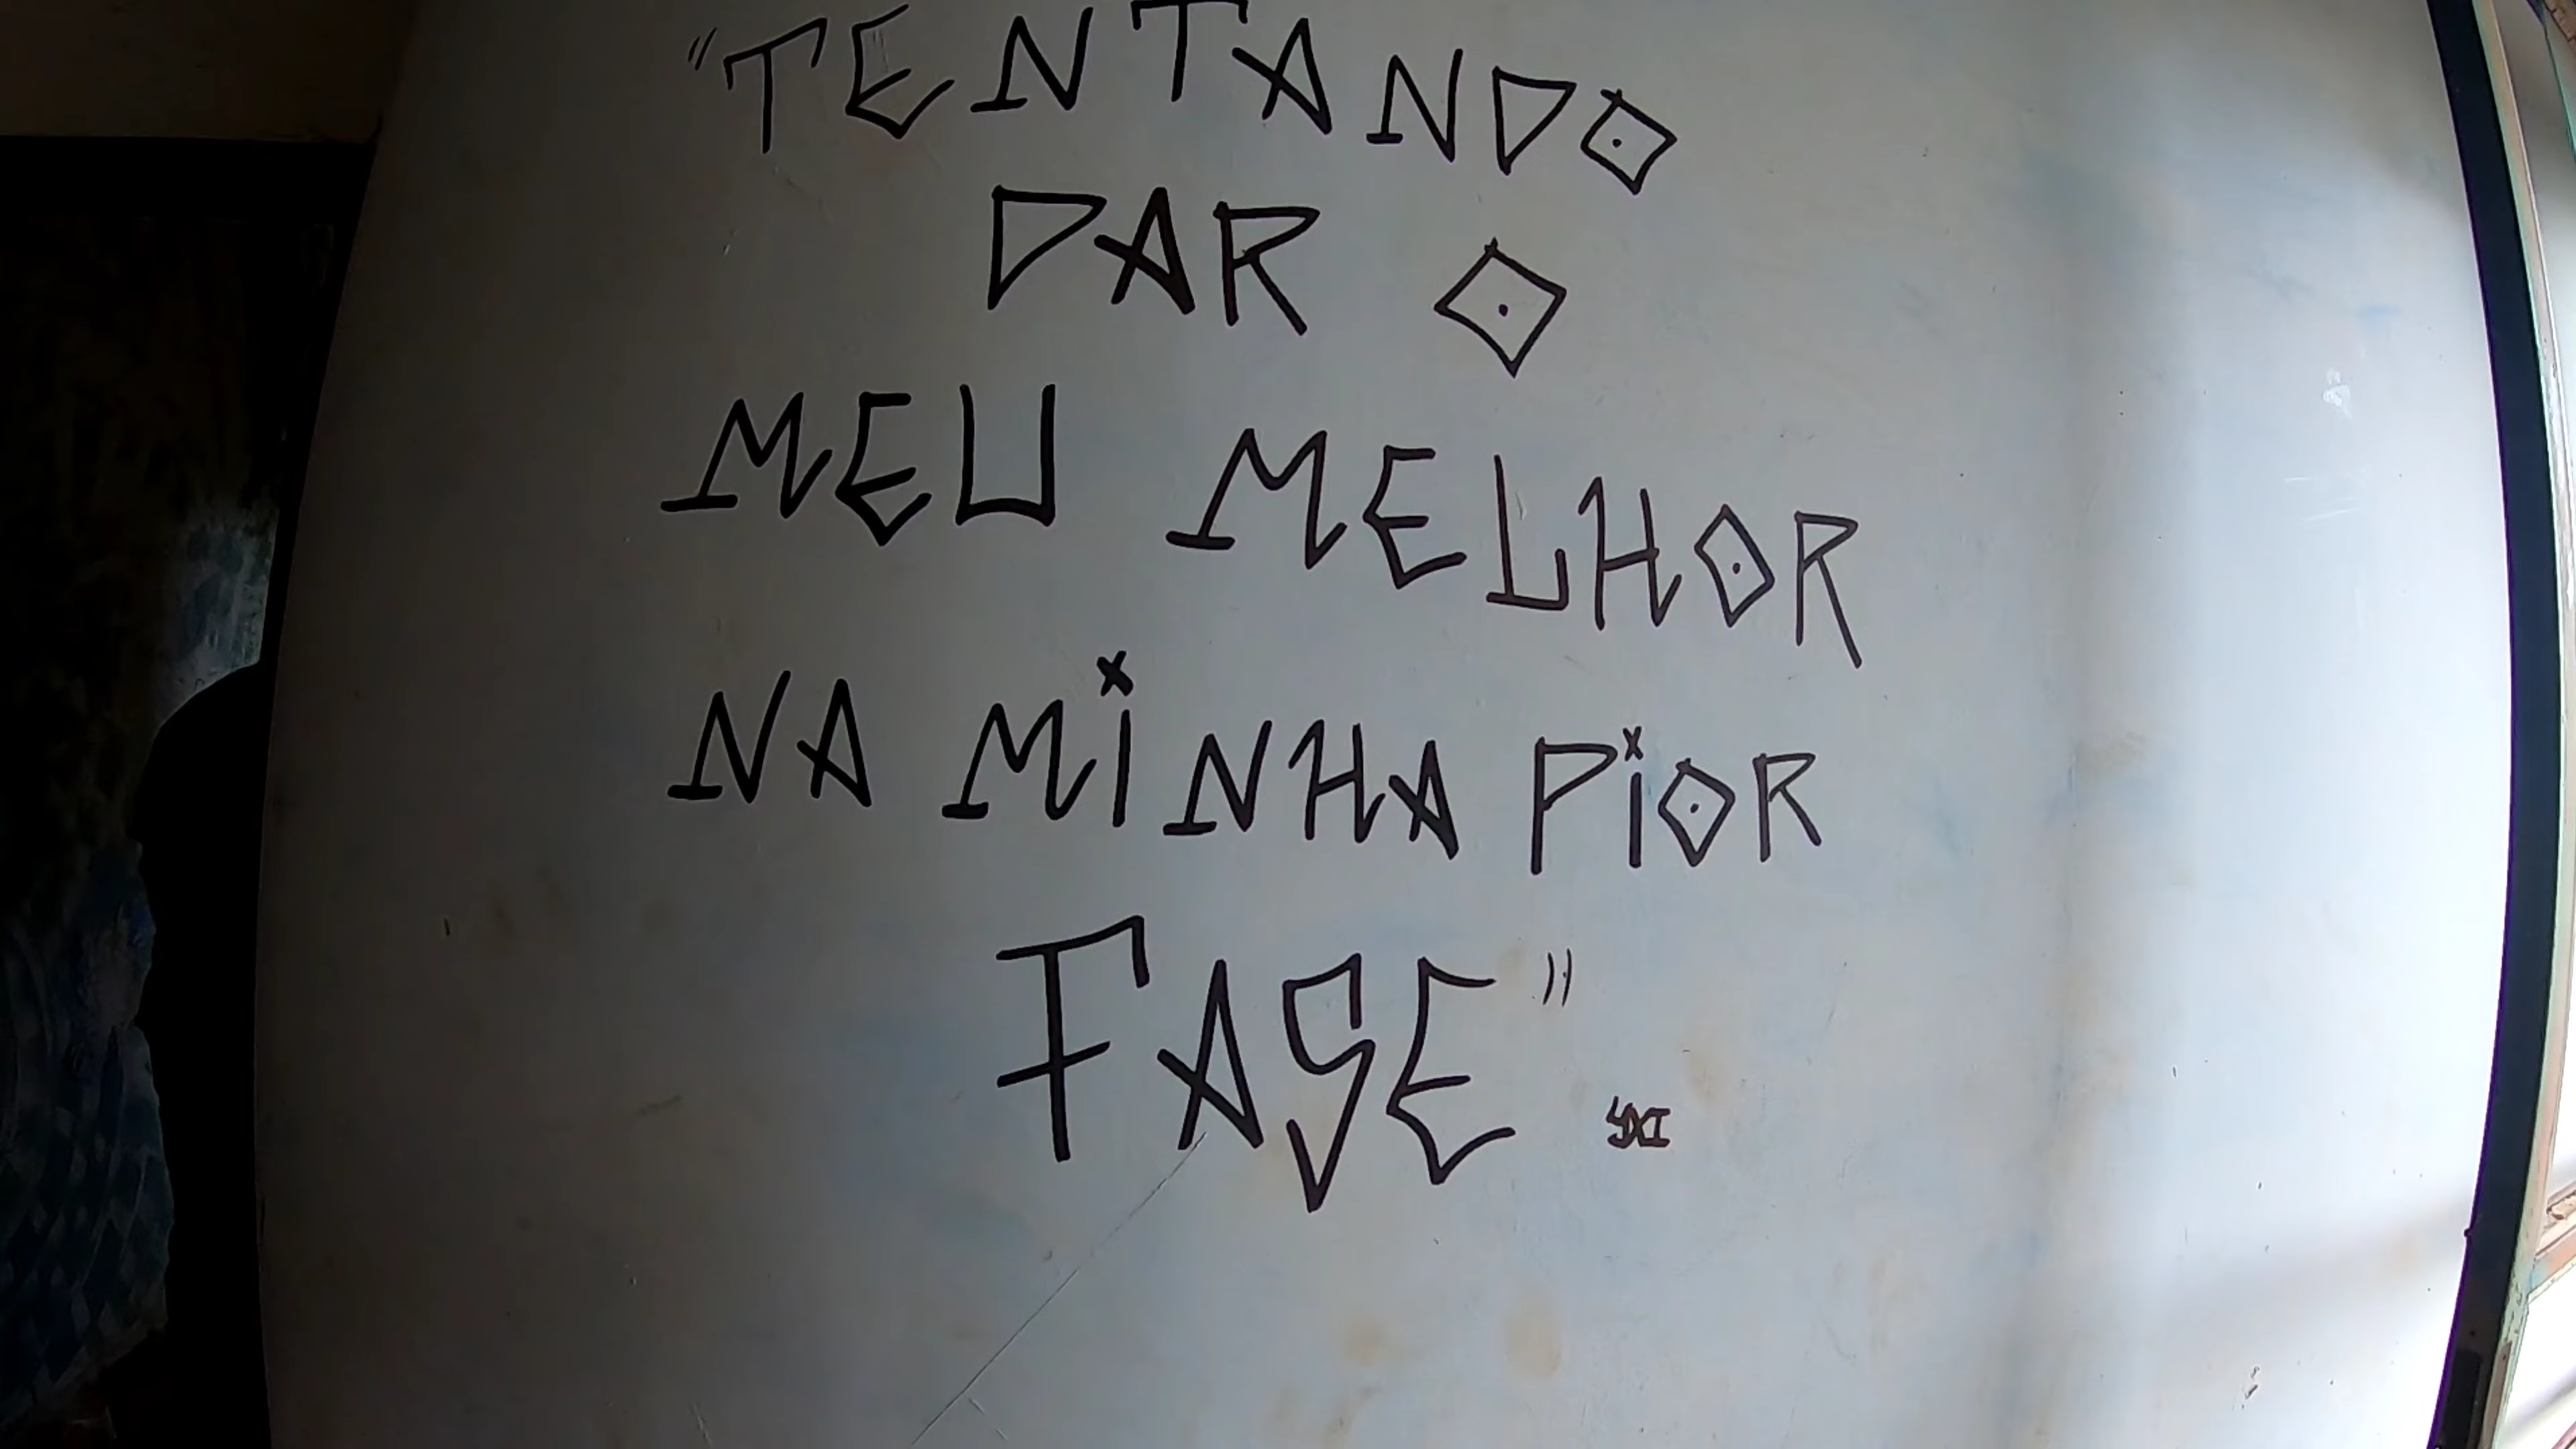 "TENTANDO
DAR O
MEU MELHOR
NA MiNHA PiOR
FASE"